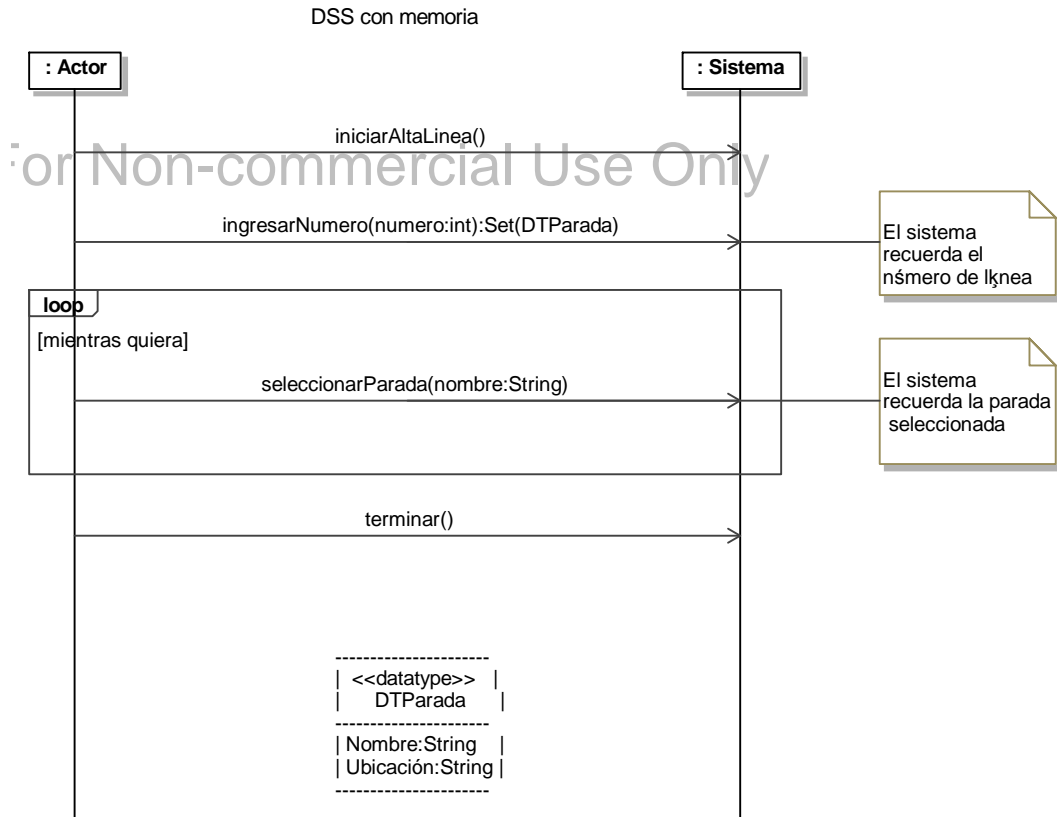 DSS con memoria
: Actor
: Sistema
iniciarAltaLinea()
For Non-commercial Use Only
ingresarNumero(numero:int):Set(DTParada)
El sistema
recuerda el
nśmero de lķnea
loop
[mientras quiera]
seleccionarParada(nombre:String)
El sistema
recuerda la parada
seleccionada
terminar()
----------------------
| <<datatype>> |
| DTParada |
----------------------
| Nombre:String |
| Ubicación:String |
----------------------